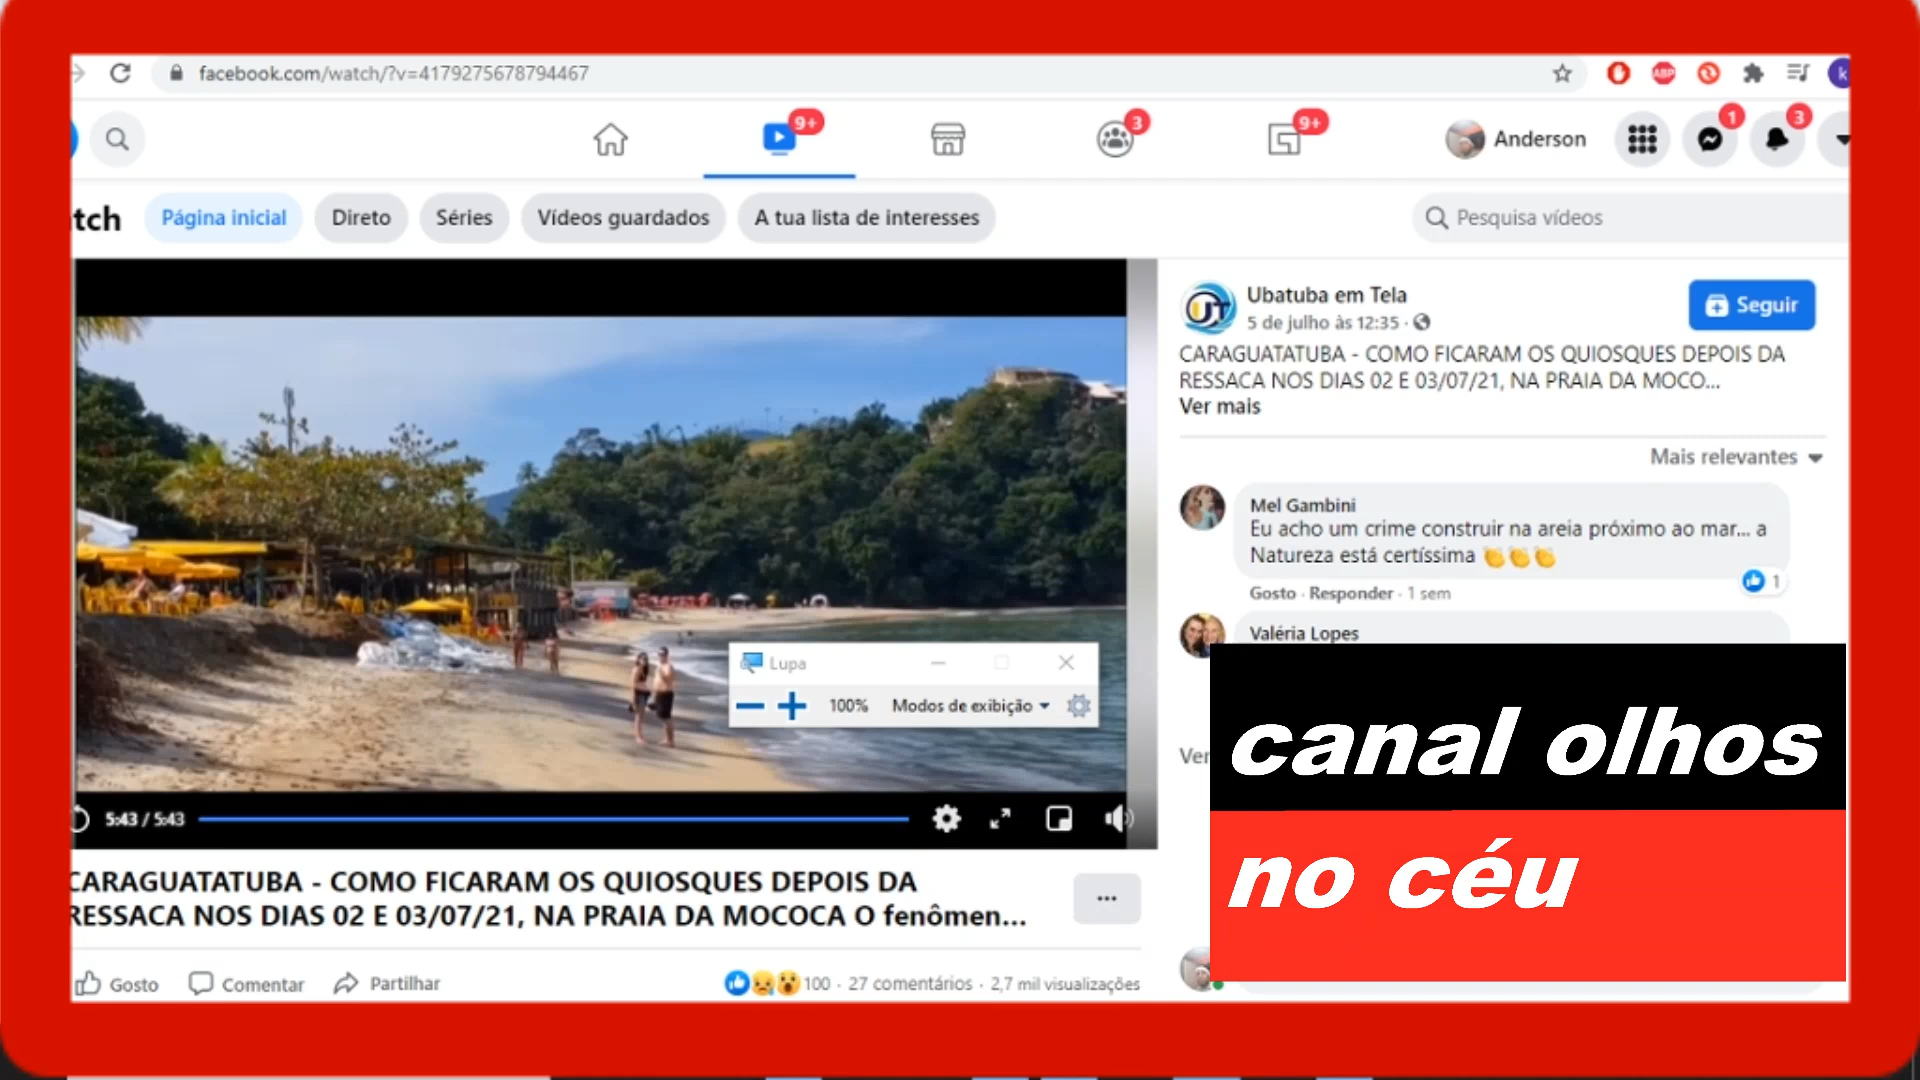 facebook.com/watch/?v=4179275678794467
ABP
k
9+
3
9+
Anderson
1
3
tch
Página inicial
Direto
Séries
Vídeos guardados
A tua lista de interesses
Pesquisa vídeos
Ubatuba em Tela
5 de julho às 12:35 ·
Seguir
CARAGUATATUBA - COMO FICARAM OS QUIOSQUES DEPOIS DA
RESSACA NOS DIAS 02 E 03/07/21, NA PRAIA DA MOCO...
Ver mais
Mais relevantes
Mel Gambini
Eu acho um crime construir na areia próximo ao mar... a
Natureza está certíssima 👏👏👏
1
Gosto · Responder · 1 sem
Valéria Lopes
Ver
Lupa
100%
Modos de exibição
5:43 / 5:43
CARAGUATATUBA - COMO FICARAM OS QUIOSQUES DEPOIS DA
RESSACA NOS DIAS 02 E 03/07/21, NA PRAIA DA MOCOCA O fenômen...
...
Gosto
Comentar
Partilhar
100 · 27 comentários · 2,7 mil visualizações
canal olhos
no céu